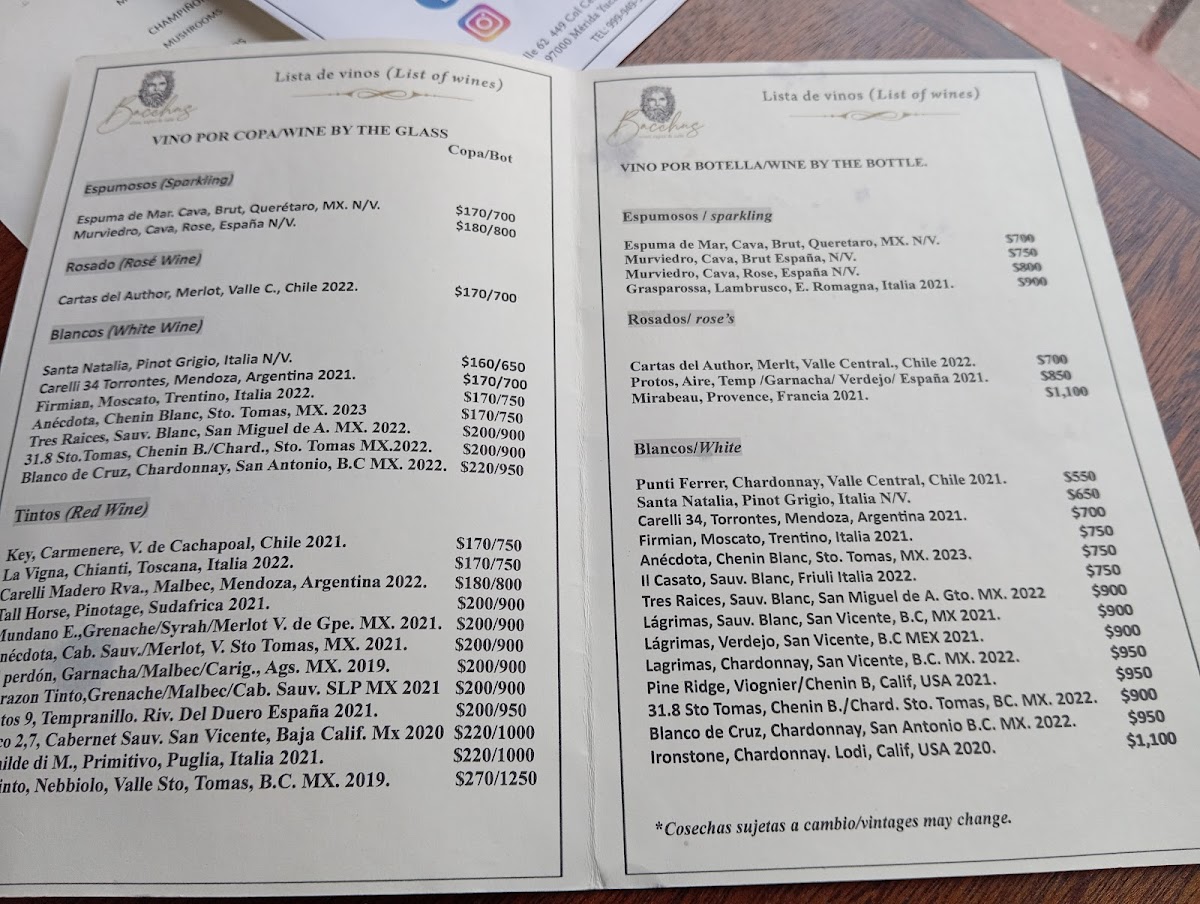 CHAMPIÑO
MUSHROOMS
lle 62 449 Col Ce
97000 Mérida Yuc
TEL: 999-949-
Bacchus
Lista de vinos (List of wines)
VINO POR COPA/WINE BY THE GLASS
Copa/Bot
Espumosos (Sparkling)
Espuma de Mar. Cava, Brut, Querétaro, MX. N/V. $170/700
Murviedro, Cava, Rose, España N/V. $180/800
Rosado (Rosé Wine)
Cartas del Author, Merlot, Valle C., Chile 2022. $170/700
Blancos (White Wine)
Santa Natalia, Pinot Grigio, Italia N/V. $160/650
Carelli 34 Torrontes, Mendoza, Argentina 2021. $170/700
Firmian, Moscato, Trentino, Italia 2022. $170/750
Anécdota, Chenin Blanc, Sto. Tomas, MX. 2023 $170/750
Tres Raices, Sauv. Blanc, San Miguel de A. MX. 2022. $200/900
31.8 Sto.Tomas, Chenin B./Chard., Sto. Tomas MX.2022. $200/900
Blanco de Cruz, Chardonnay, San Antonio, B.C MX. 2022. $220/950
Tintos (Red Wine)
Key, Carmenere, V. de Cachapoal, Chile 2021. $170/750
La Vigna, Chianti, Toscana, Italia 2022. $170/750
Carelli Madero Rva., Malbec, Mendoza, Argentina 2022. $180/800
Tall Horse, Pinotage, Sudafrica 2021. $200/900
Mundano E.,Grenache/Syrah/Merlot V. de Gpe. MX. 2021. $200/900
nécdota, Cab. Sauv./Merlot, V. Sto Tomas, MX. 2021. $200/900
perdón, Garnacha/Malbec/Carig., Ags. MX. 2019. $200/900
razon Tinto,Grenache/Malbec/Cab. Sauv. SLP MX 2021 $200/900
tos 9, Tempranillo. Riv. Del Duero España 2021. $200/950
co 2,7, Cabernet Sauv. San Vicente, Baja Calif. Mx 2020 $220/1000
hilde di M., Primitivo, Puglia, Italia 2021. $220/1000
into, Nebbiolo, Valle Sto, Tomas, B.C. MX. 2019. $270/1250
Bacchus
Lista de vinos (List of wines)
VINO POR BOTELLA/WINE BY THE BOTTLE.
Espumosos / sparkling
Espuma de Mar, Cava, Brut, Queretaro, MX. N/V. $700
Murviedro, Cava, Brut España, N/V. $750
Murviedro, Cava, Rose, España N/V. $800
Grasparossa, Lambrusco, E. Romagna, Italia 2021. $900
Rosados/ rose's
Cartas del Author, Merlt, Valle Central., Chile 2022. $700
Protos, Aire, Temp /Garnacha/ Verdejo/ España 2021. $850
Mirabeau, Provence, Francia 2021. $1,100
Blancos/White
Punti Ferrer, Chardonnay, Valle Central, Chile 2021. $550
Santa Natalia, Pinot Grigio, Italia N/V. $650
Carelli 34, Torrontes, Mendoza, Argentina 2021. $700
Firmian, Moscato, Trentino, Italia 2021. $750
Anécdota, Chenin Blanc, Sto. Tomas, MX. 2023. $750
Il Casato, Sauv. Blanc, Friuli Italia 2022. $750
Tres Raices, Sauv. Blanc, San Miguel de A. Gto. MX. 2022 $900
Lágrimas, Sauv. Blanc, San Vicente, B.C, MX 2021. $900
Lágrimas, Verdejo, San Vicente, B.C MEX 2021. $900
Lagrimas, Chardonnay, San Vicente, B.C. MX. 2022. $950
Pine Ridge, Viognier/Chenin B, Calif, USA 2021. $950
31.8 Sto Tomas, Chenin B./Chard. Sto. Tomas, BC. MX. 2022. $900
Blanco de Cruz, Chardonnay, San Antonio B.C. MX. 2022. $950
Ironstone, Chardonnay. Lodi, Calif, USA 2020. $1,100
*Cosechas sujetas a cambio/vintages may change.